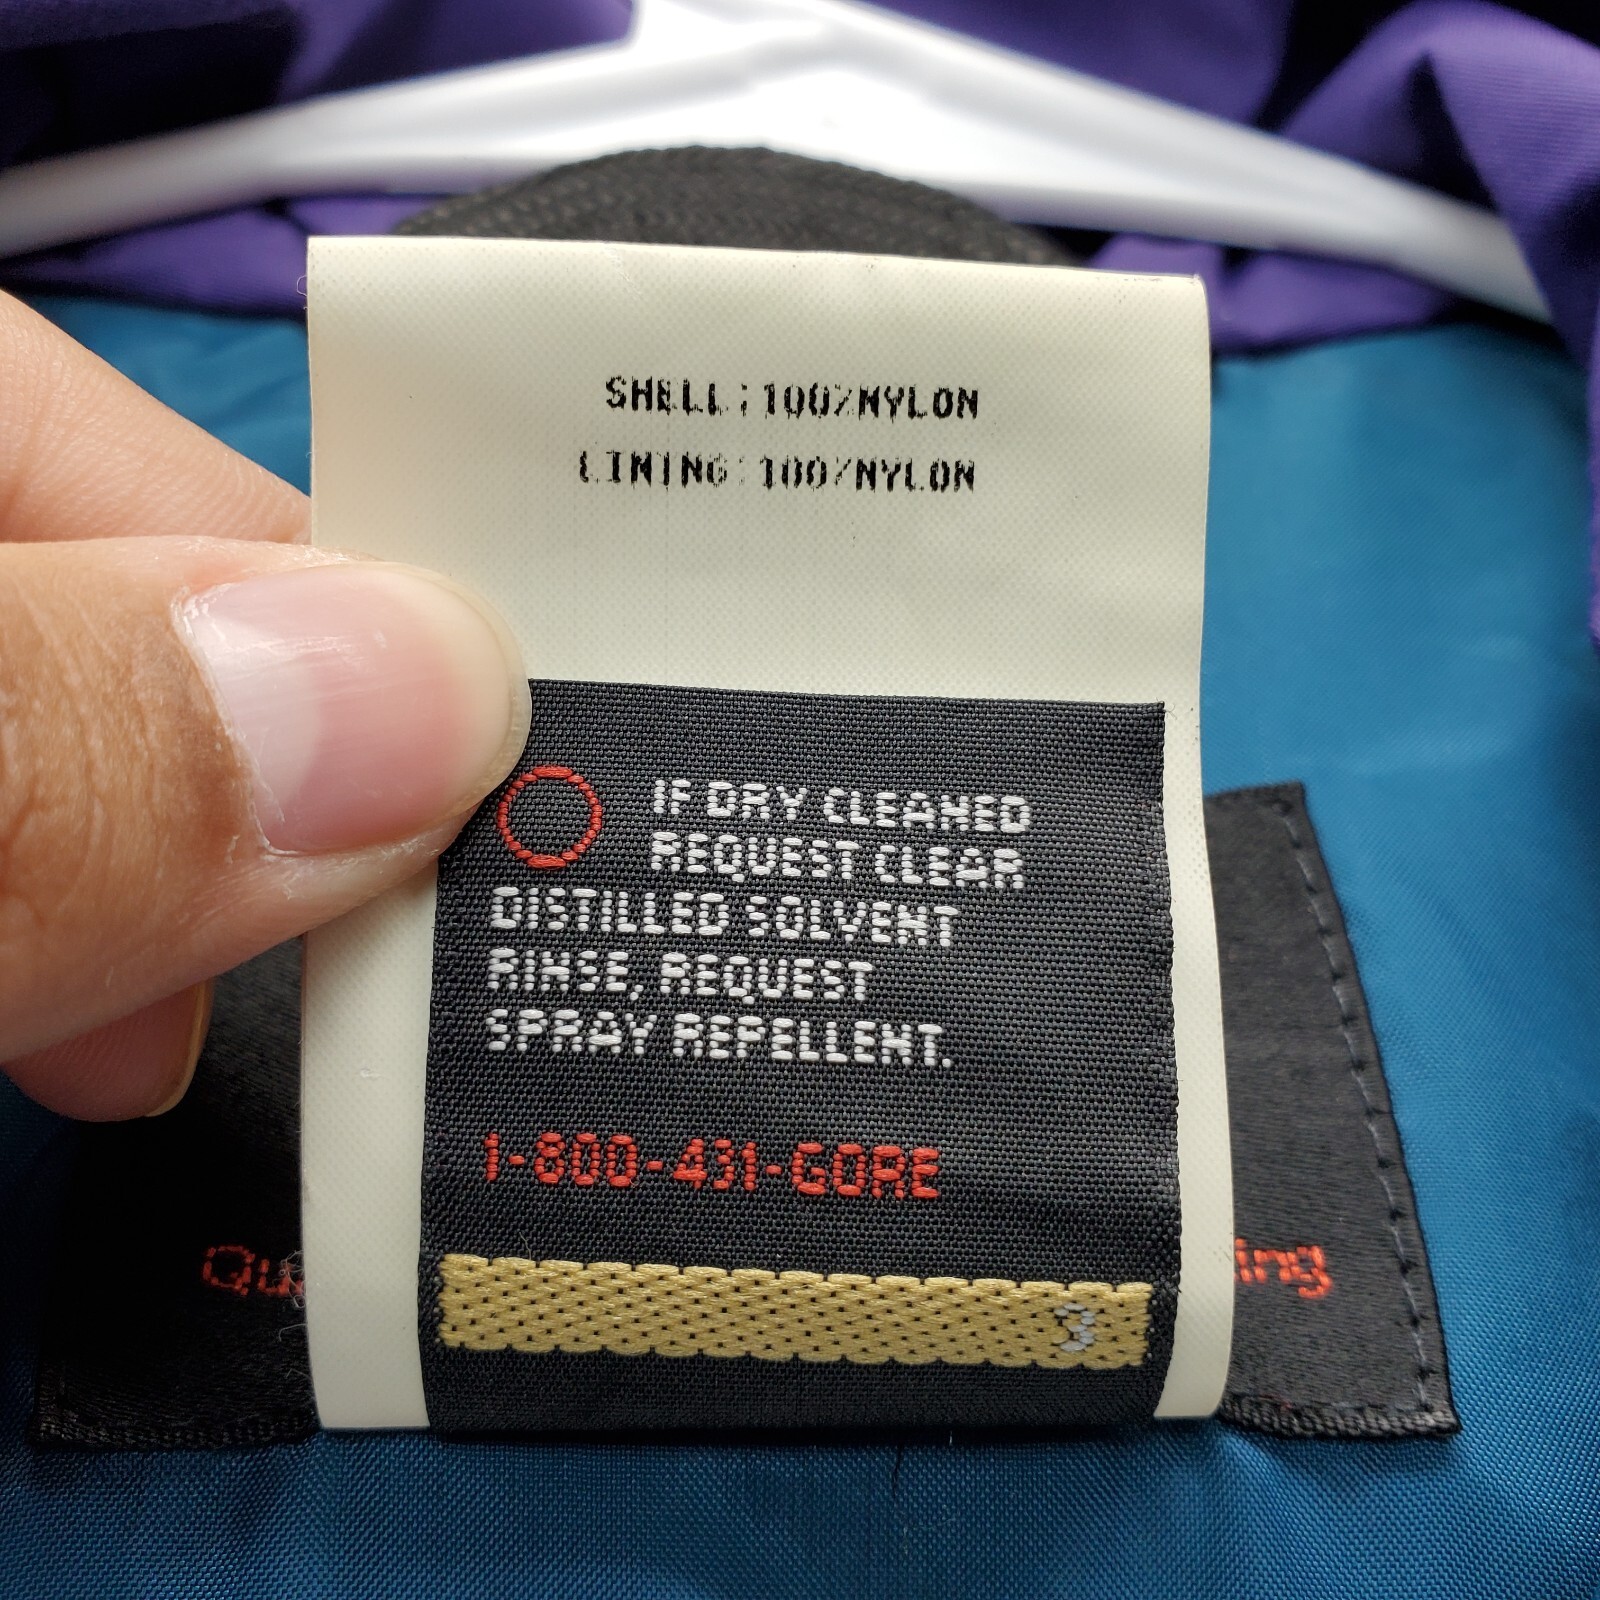 SHELL:100%NYLON
LINING:100%NYLON
IF DRY CLEANED
REQUEST CLEAR
DISTILLED SOLVENT
RINSE, REQUEST
SPRAY REPELLENT.
1-800-431-GORE
3